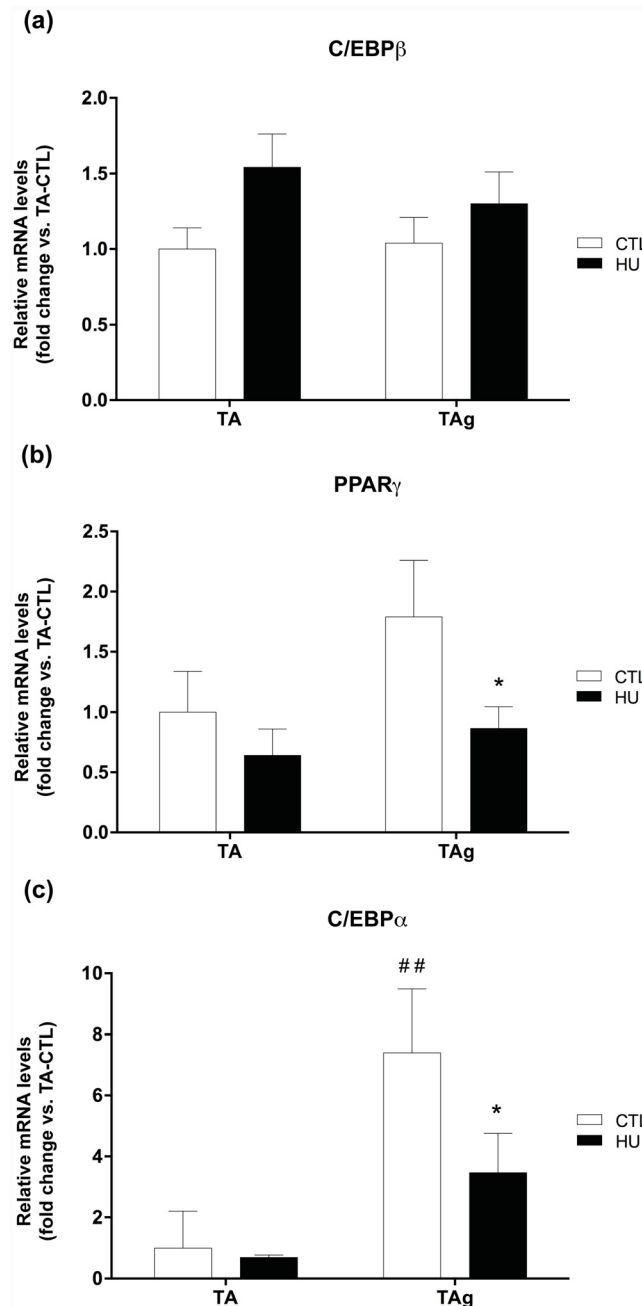 (a)
C/EBPβ
Relative mRNA levels
(fold change vs. TA-CTL)
2.0
1.5
1.0
0.5
0.0
TA
TAg
CTL
HU
(b)
PPARγ
Relative mRNA levels
(fold change vs. TA-CTL)
2.5
2.0
1.5
1.0
0.5
0.0
*
TA
TAg
CTL
HU
(c)
C/EBPα
Relative mRNA levels
(fold change vs. TA-CTL)
10
8
6
4
2
0
##
*
TA
TAg
CTL
HU